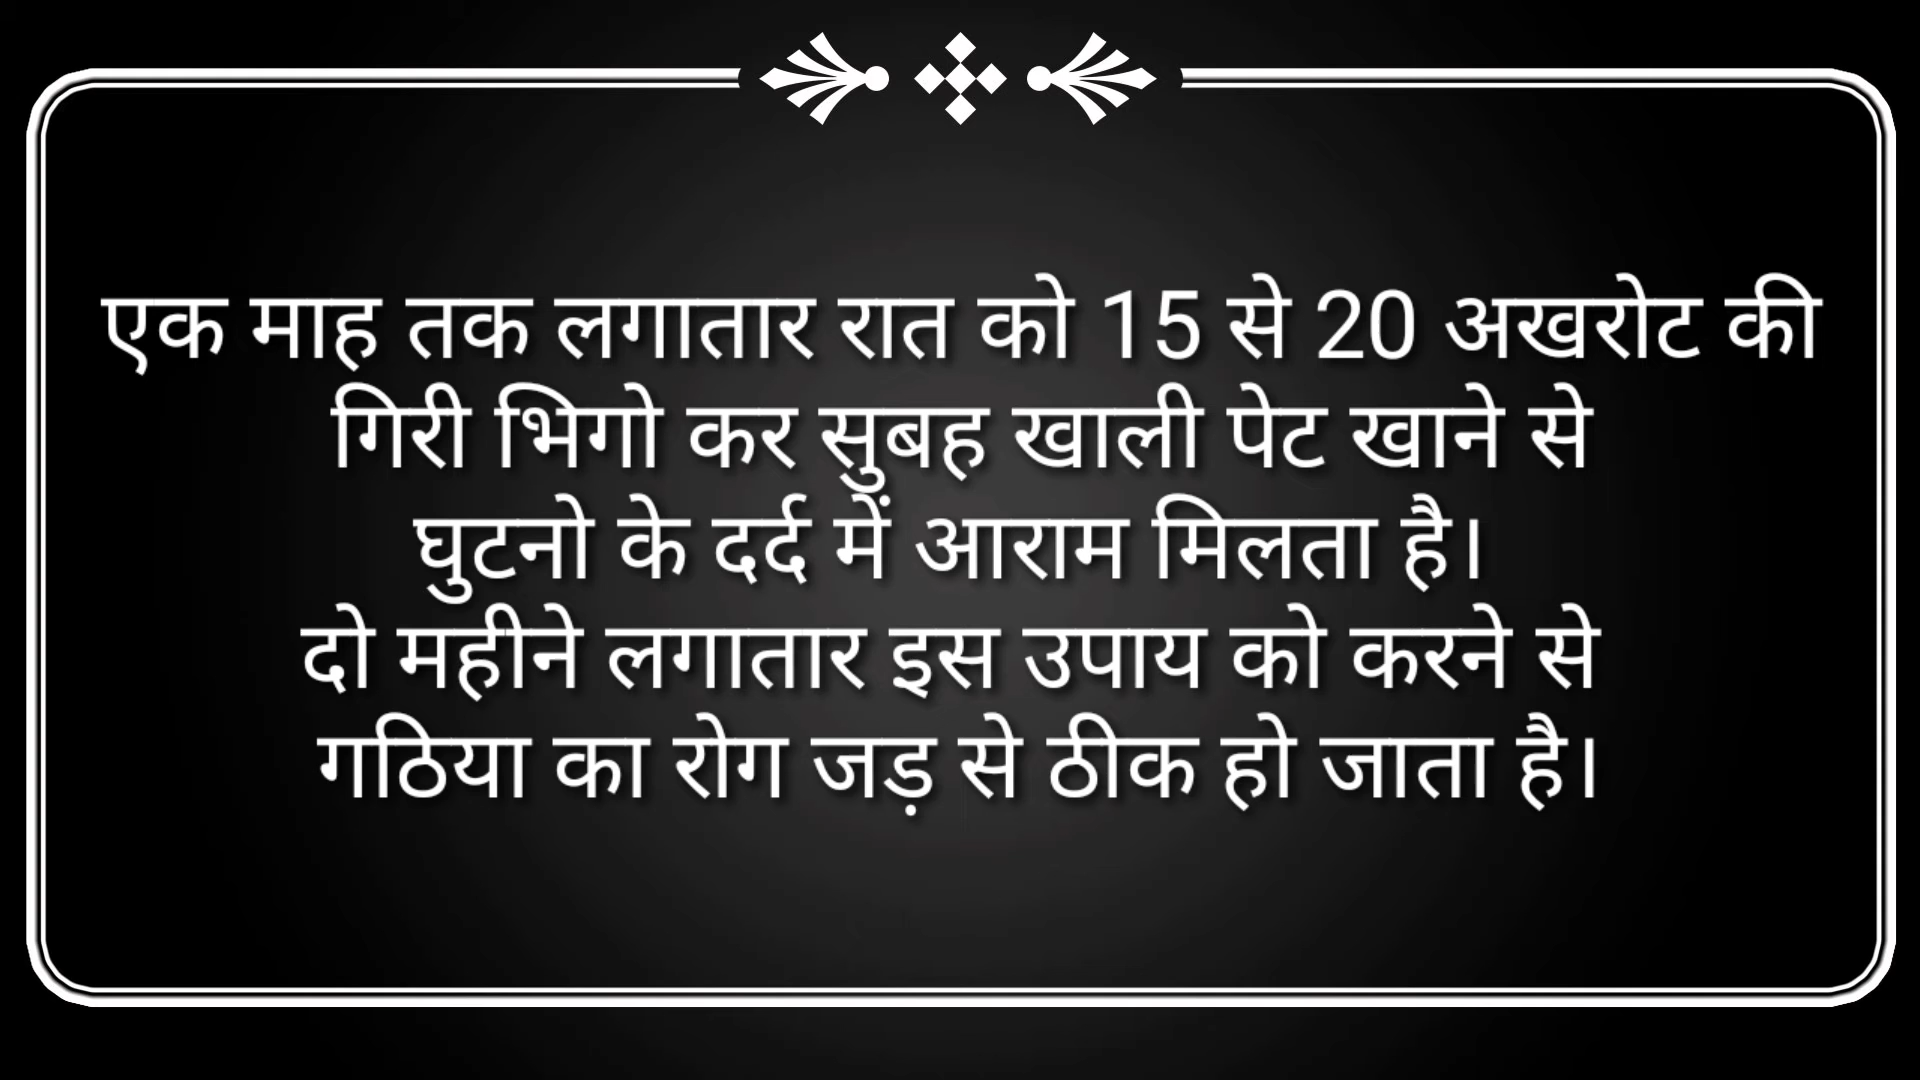 एक माह तक लगातार रात को 15 से 20 अखरोट की
गिरी भिगो कर सुबह खाली पेट खाने से
घुटनो के दर्द में आराम मिलता है।
दो महीने लगातार इस उपाय को करने से
गठिया का रोग जड़ से ठीक हो जाता है।